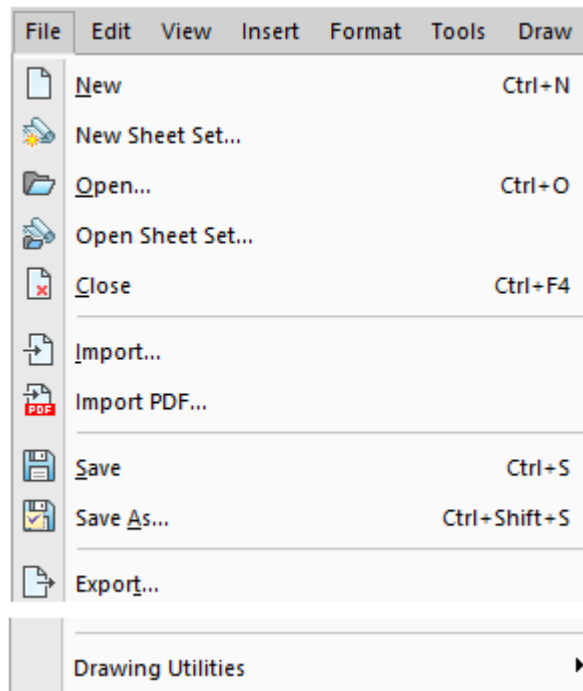 File Edit View Insert Format Tools Draw
New Ctrl+N
New Sheet Set...
Open... Ctrl+O
Open Sheet Set...
Close Ctrl+F4
Import...
PDF Import PDF...
Save Ctrl+S
Save As... Ctrl+Shift+S
Export...
Drawing Utilities